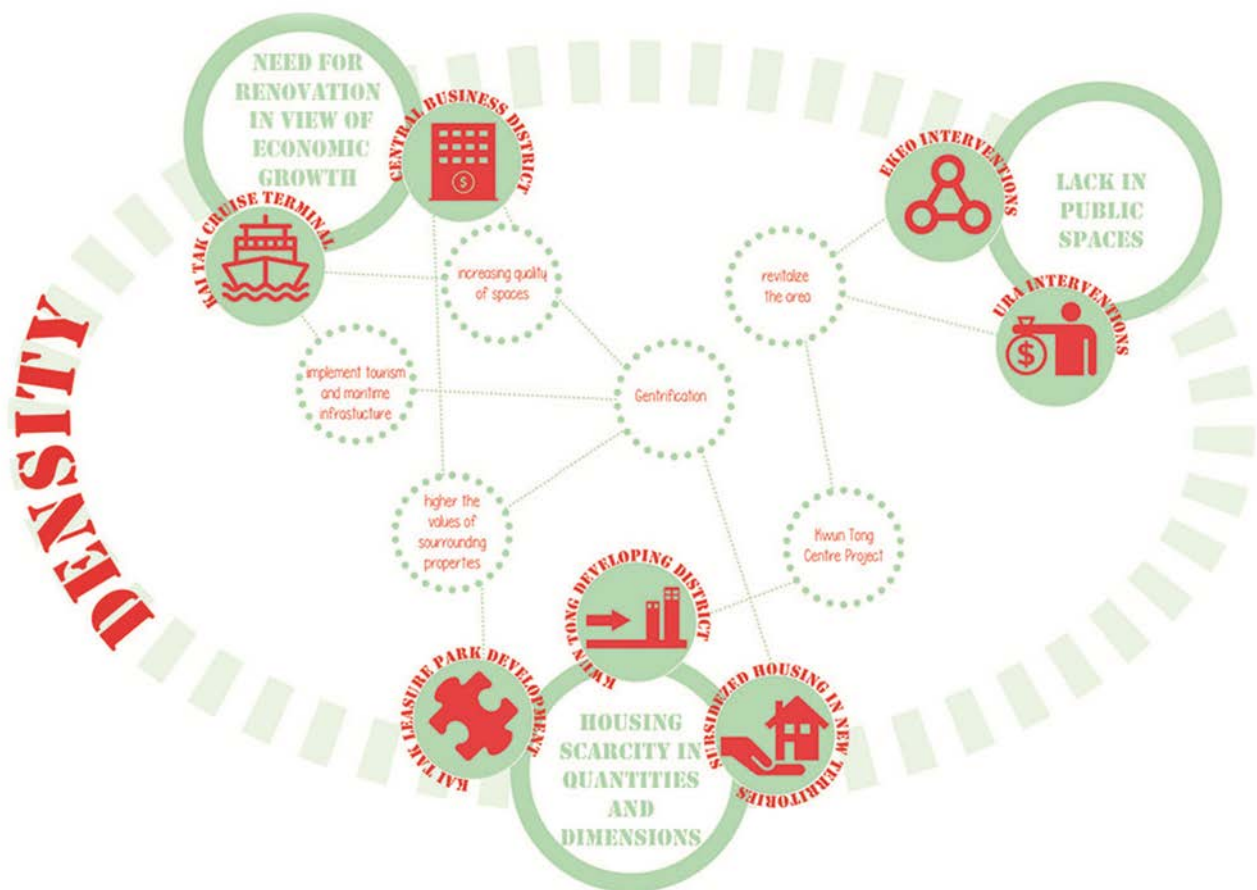 NEED FOR
RENOVATION
IN VIEW OF
ECONOMIC
GROWTH
CENTRAL BUSINESS DISTRICT
KAI TAK CRUISE TERMINAL
EKEO INTERVENTIONS
LACK IN
PUBLIC
SPACES
URA INTERVENTIONS
increasing quality
of spaces
revitalize
the area
implement tourism
and maritime
infrastucture
Gentrification
DENSITY
higher the
values of
sourrounding
properties
Kwun Tong
Centre Project
KWUN TONG DEVELOPING DISTRICT
KAI TAK LEASURE PARK DEVELOPMENT
SUBSIDEZED HOUSING IN NEW TERRITORIES
HOUSING
SCARCITY IN
QUANTITIES
AND
DIMENSIONS